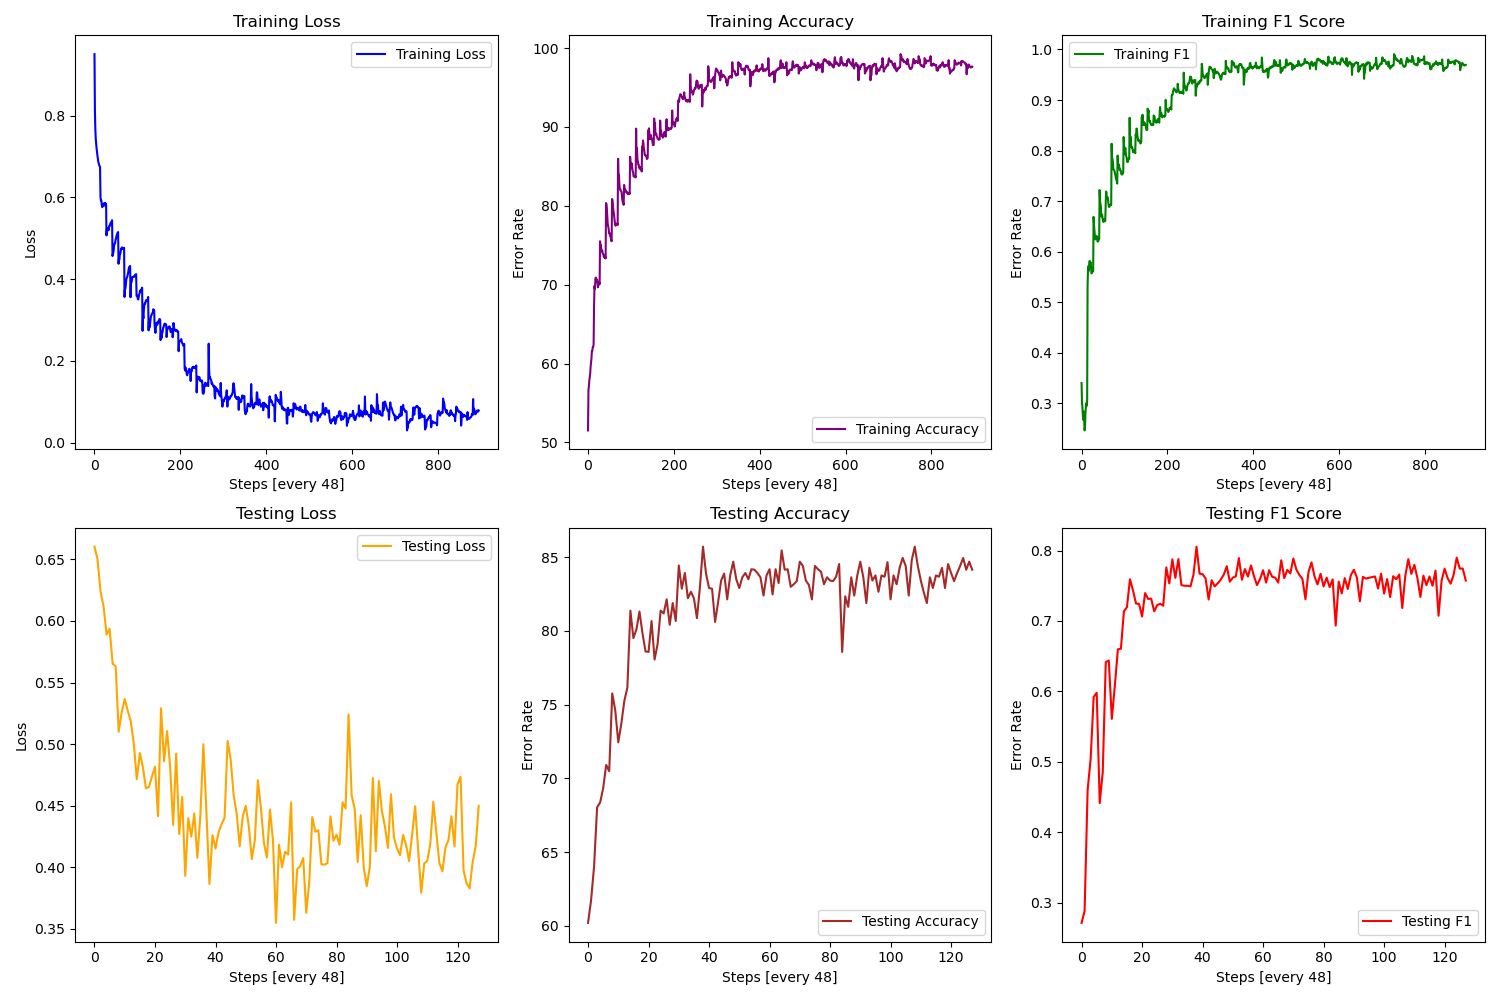 Training Loss
Training Accuracy
Training F1 Score
Training Loss
Training F1
Training Accuracy
Loss
Error Rate
Error Rate
0.8
0.6
0.4
0.2
0.0
100
90
80
70
60
50
1.0
0.9
0.8
0.7
0.6
0.5
0.4
0.3
0 200 400 600 800
0 200 400 600 800
0 200 400 600 800
Steps [every 48]
Steps [every 48]
Steps [every 48]
Testing Loss
Testing Accuracy
Testing F1 Score
Testing Loss
Testing Accuracy
Testing F1
Loss
Error Rate
Error Rate
0.65
0.60
0.55
0.50
0.45
0.40
0.35
85
80
75
70
65
60
0.8
0.7
0.6
0.5
0.4
0.3
0 20 40 60 80 100 120
0 20 40 60 80 100 120
0 20 40 60 80 100 120
Steps [every 48]
Steps [every 48]
Steps [every 48]